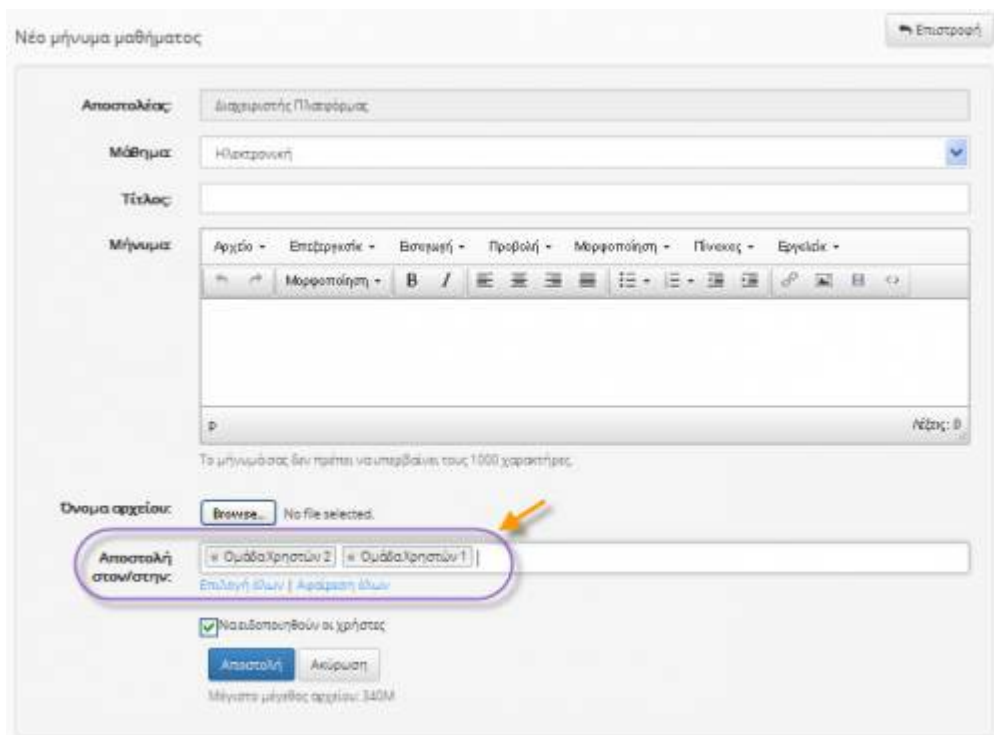 Νέο μήνυμα μαθήματος
Επιστροφή
Αποστολέας: Διαχειριστής Πλατφόρμας
Μάθημα: Ηλεκτρονική
Τίτλος:
Μήνυμα: Αρχείο Επεξεργασία Εισαγωγή Προβολή Μορφοποίηση Πίνακας Εργαλεία
Μορφοποίηση B I
p Λέξεις: 0
Το μήνυμά σας δεν πρέπει να υπερβαίνει τους 1000 χαρακτήρες.
Όνομα αρχείου: Browse... No file selected.
Αποστολή στον/στην: × ΟμάδαΧρηστών 2 × ΟμάδαΧρηστών 1
Επιλογή όλων | Αφαίρεση όλων
Να ειδοποιηθούν οι χρήστες
Αποστολή Ακύρωση
Μέγιστο μέγεθος αρχείου: 340M